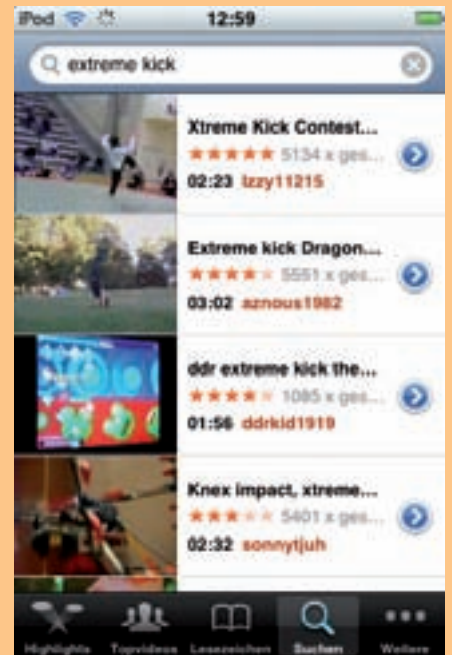 iPod 12:59
extreme kick
Xtreme Kick Contest...
5134 x ges...
02:23 Izzy11215
Extreme kick Dragon...
5551 x ges...
03:02 aznous1982
ddr extreme kick the...
1085 x ges...
01:56 ddrkid1919
Knex impact, xtreme...
5401 x ges...
02:32 sonnytjuh
Highlights Topvideos Lesezeichen Suchen Weitere